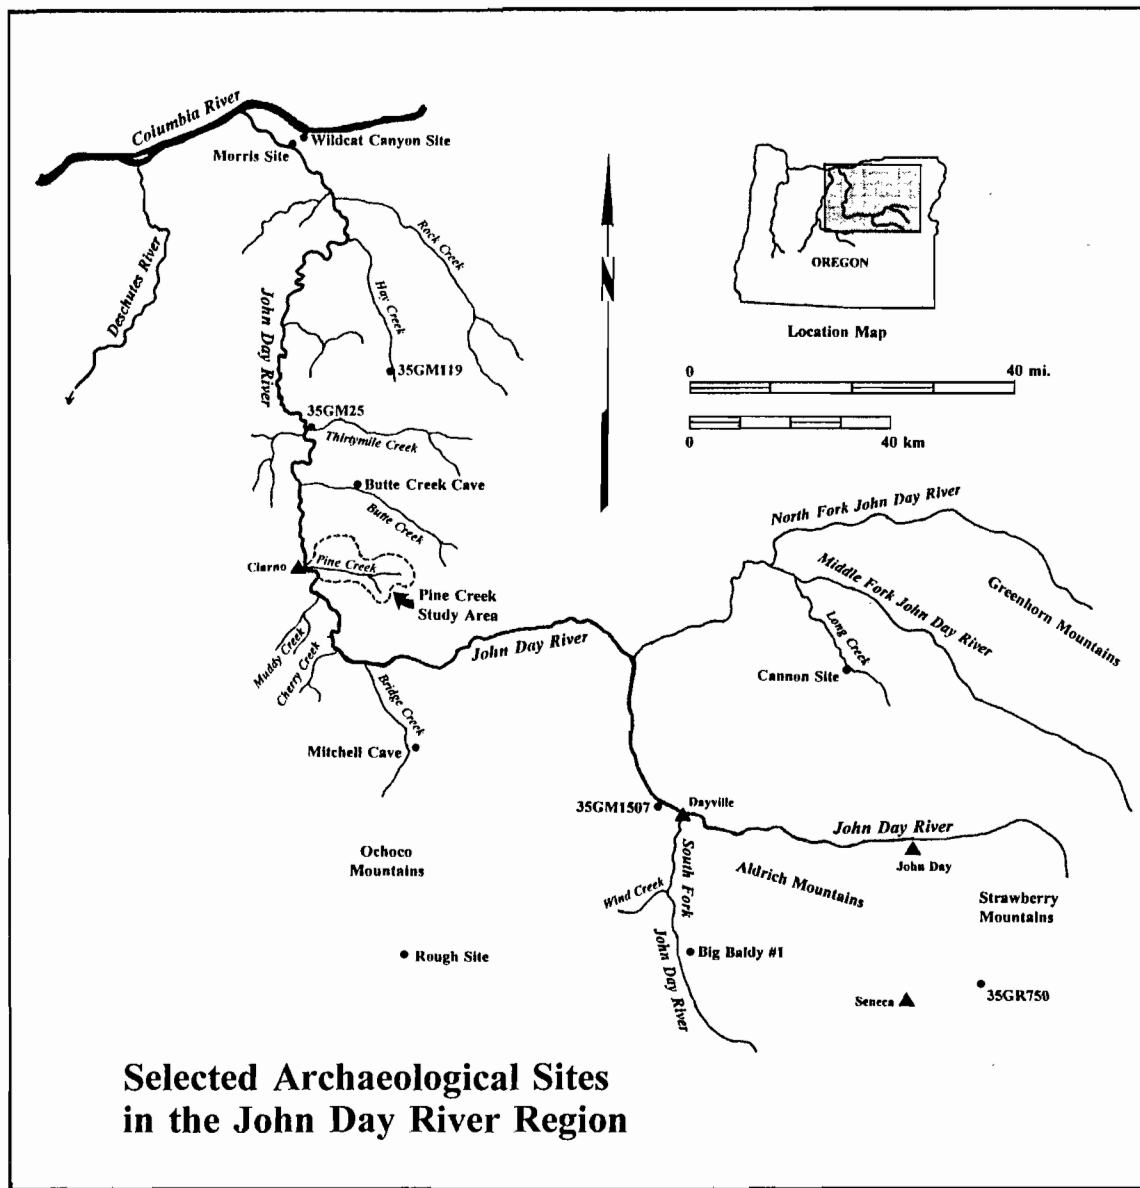 Columbia River
Wildcat Canyon Site
Morris Site
Deschutes River
Rock Creek
Hay Creek
John Day River
35GM119
35GM25
Thirtymile Creek
Butte Creek Cave
Butte Creek
Clarno
Pine Creek
Pine Creek
Study Area
N
OREGON
Location Map
0
40 mi.
0
40 km
North Fork John Day River
Middle Fork John Day River
Greenhorn Mountains
Long Creek
Cannon Site
John Day River
Muddy Creek
Cherry Creek
Bridge Creek
Mitchell Cave
35GM1507
Dayville
John Day River
John Day
Ochoco
Mountains
Aldrich Mountains
Strawberry
Mountains
Wind Creek
South Fork
John Day River
Rough Site
Big Baldy #1
Seneca
35GR750
Selected Archaeological Sites
in the John Day River Region